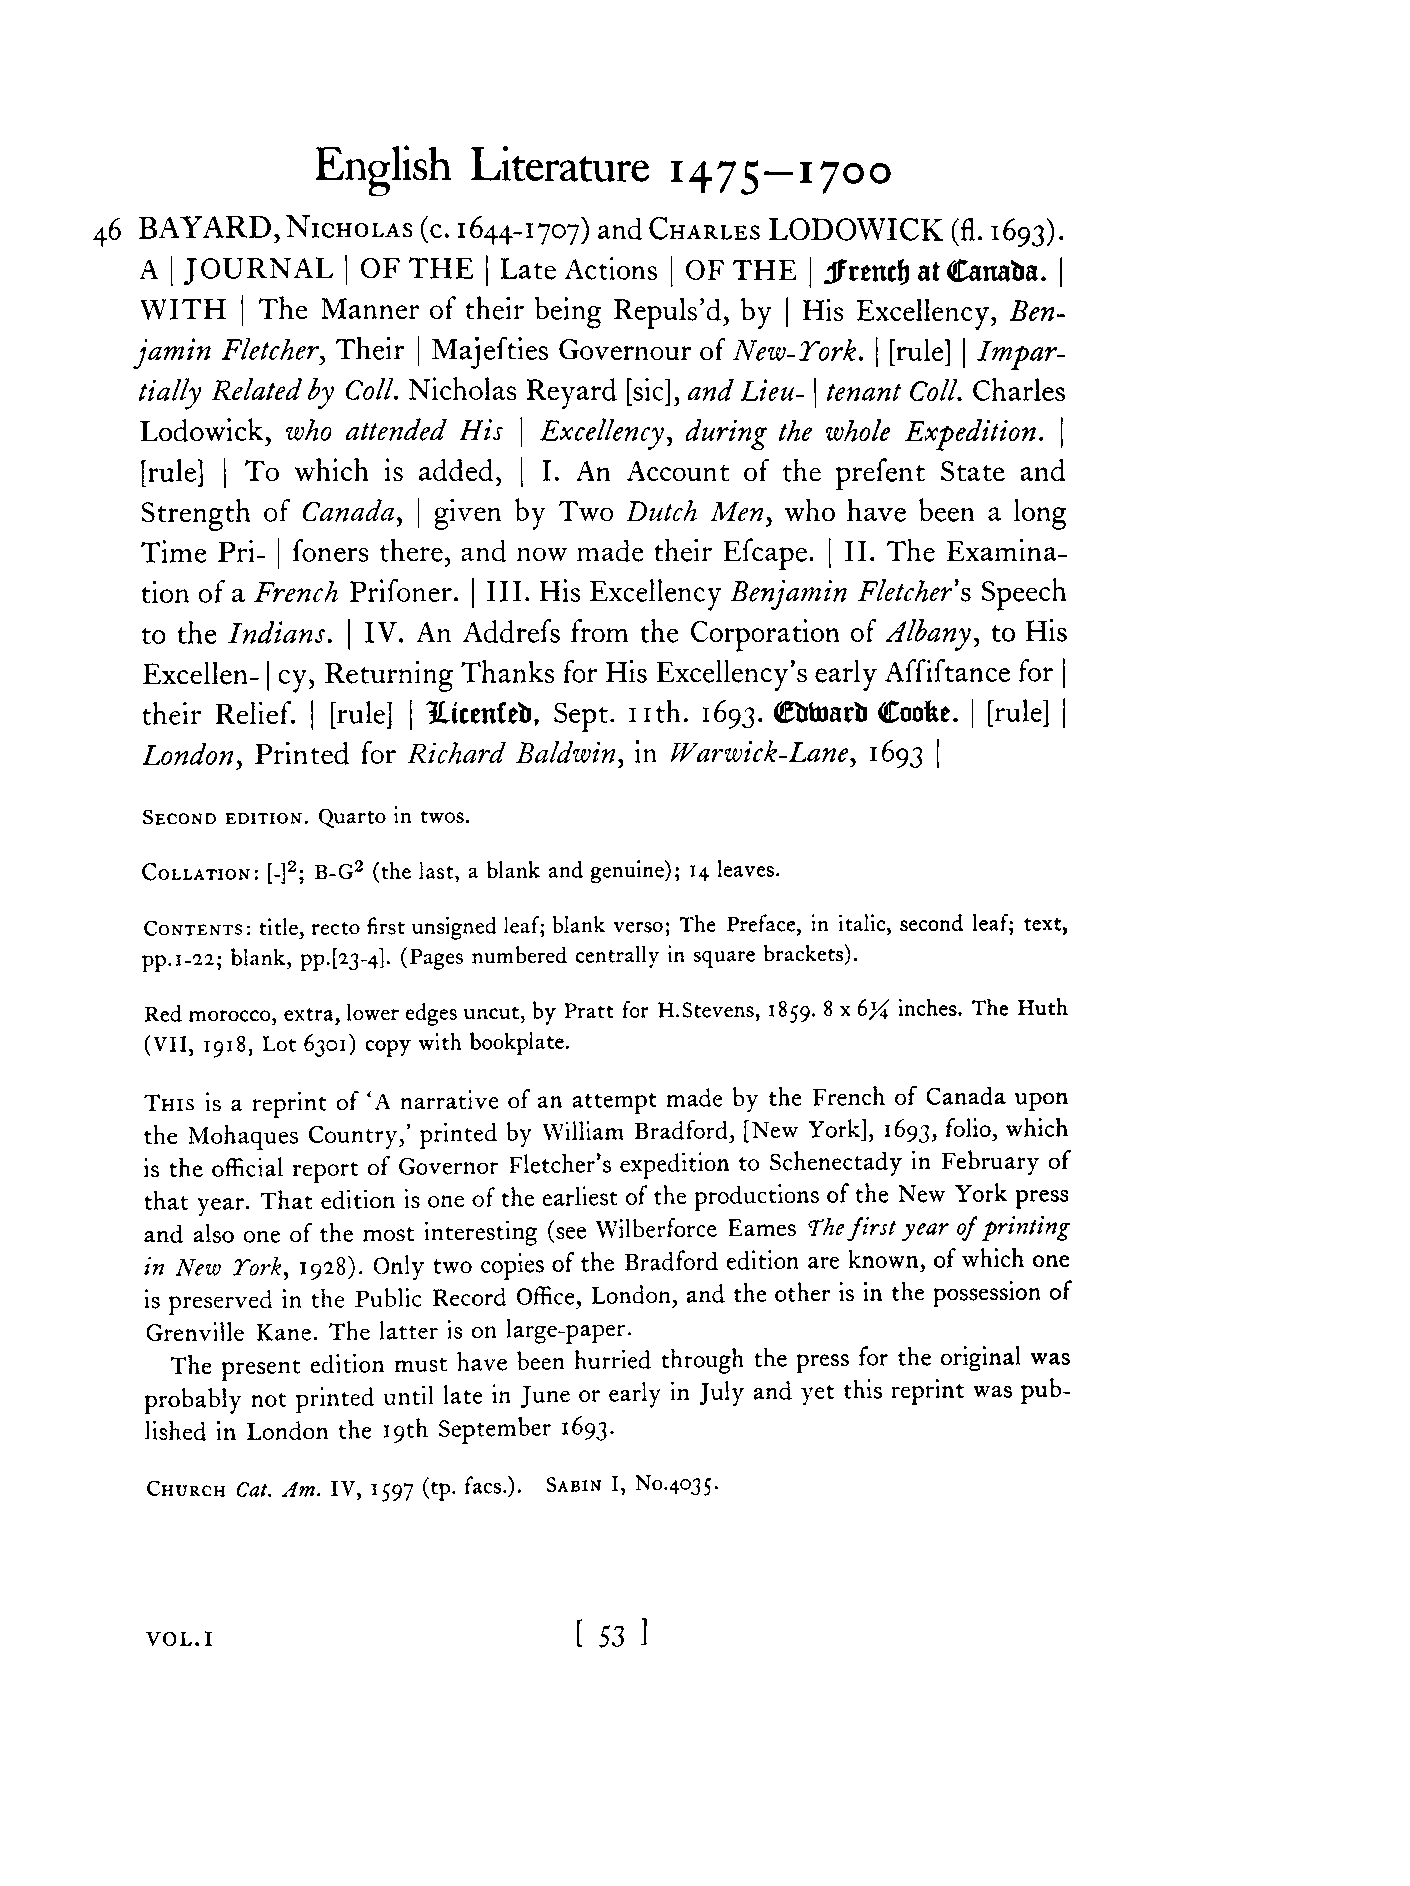 English Literature 1475–1700
46 BAYARD, NICHOLAS (c. 1644-1707) and CHARLES LODOWICK (fl. 1693).
A | JOURNAL | OF THE | Late Actions | OF THE | French at Canada. |
WITH | The Manner of their being Repuls'd, by | His Excellency, Ben-
jamin Fletcher, Their | Majeſties Governour of New-York. | [rule] | Impar-
tially Related by Coll. Nicholas Reyard [sic], and Lieu- | tenant Coll. Charles
Lodowick, who attended His | Excellency, during the whole Expedition. |
[rule] | To which is added, | I. An Account of the preſent State and
Strength of Canada, | given by Two Dutch Men, who have been a long
Time Pri- | ſoners there, and now made their Eſcape. | II. The Examina-
tion of a French Priſoner. | III. His Excellency Benjamin Fletcher's Speech
to the Indians. | IV. An Addreſs from the Corporation of Albany, to His
Excellen- | cy, Returning Thanks for His Excellency's early Aſſiſtance for |
their Relief. | [rule] | Licenſed, Sept. 11th. 1693. Edward Cooke. | [rule] |
London, Printed for Richard Baldwin, in Warwick-Lane, 1693 |
SECOND EDITION. Quarto in twos.
COLLATION: [-]²; B-G² (the last, a blank and genuine); 14 leaves.
CONTENTS: title, recto first unsigned leaf; blank verso; The Preface, in italic, second leaf; text,
pp.1-22; blank, pp.[23-4]. (Pages numbered centrally in square brackets).
Red morocco, extra, lower edges uncut, by Pratt for H.Stevens, 1859. 8 x 6¼ inches. The Huth
(VII, 1918, Lot 6301) copy with bookplate.
THIS is a reprint of 'A narrative of an attempt made by the French of Canada upon
the Mohaques Country,' printed by William Bradford, [New York], 1693, folio, which
is the official report of Governor Fletcher's expedition to Schenectady in February of
that year. That edition is one of the earliest of the productions of the New York press
and also one of the most interesting (see Wilberforce Eames The first year of printing
in New York, 1928). Only two copies of the Bradford edition are known, of which one
is preserved in the Public Record Office, London, and the other is in the possession of
Grenville Kane. The latter is on large-paper.
The present edition must have been hurried through the press for the original was
probably not printed until late in June or early in July and yet this reprint was pub-
lished in London the 19th September 1693.
CHURCH Cat. Am. IV, 1597 (tp. facs.). SABIN I, No.4035.
VOL.I [ 53 ]